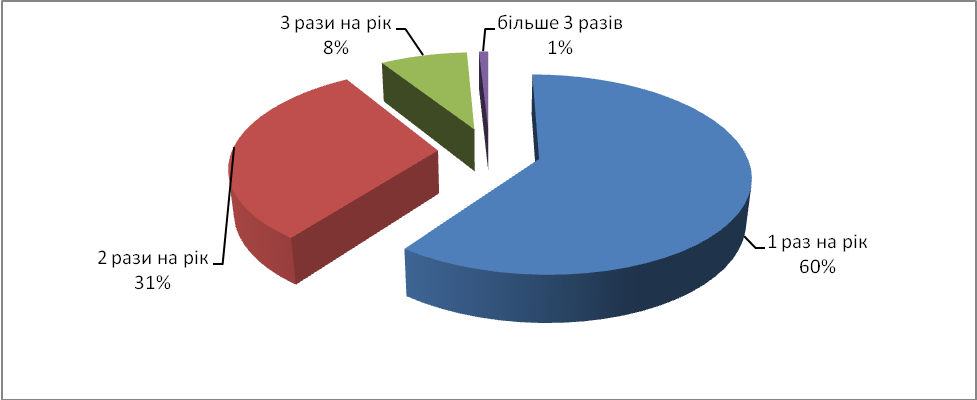 3 рази на рік
8%
більше 3 разів
1%
2 рази на рік
31%
1 раз на рік
60%